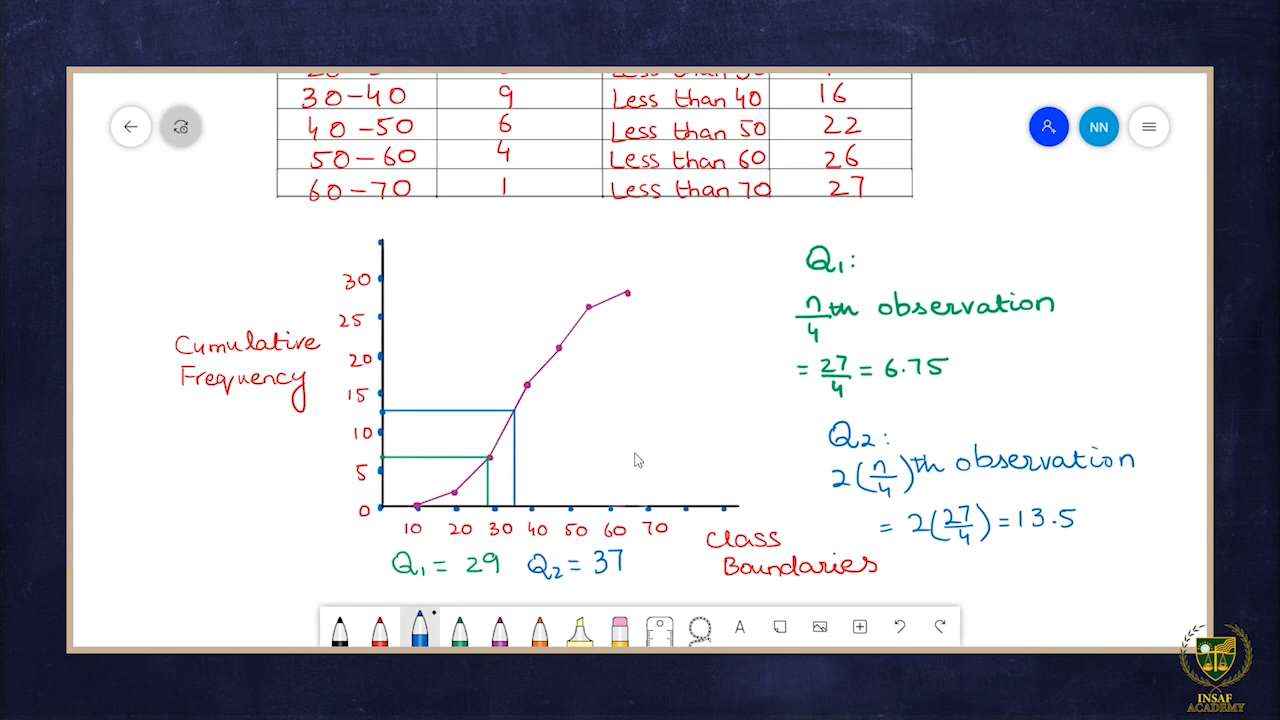 30-40 9 Less than 40 16
40-50 6 Less than 50 22
50-60 4 Less than 60 26
60-70 1 Less than 70 27
NN
Cumulative
Frequency
30
25
20
15
10
5
0
10 20 30 40 50 60 70
Class
Boundaries
Q1 = 29 Q2 = 37
Q1:
n/4 th observation
= 27/4 = 6.75
Q2:
2(n/4)th observation
= 2(27/4) = 13.5
A
INSAF
ACADEMY